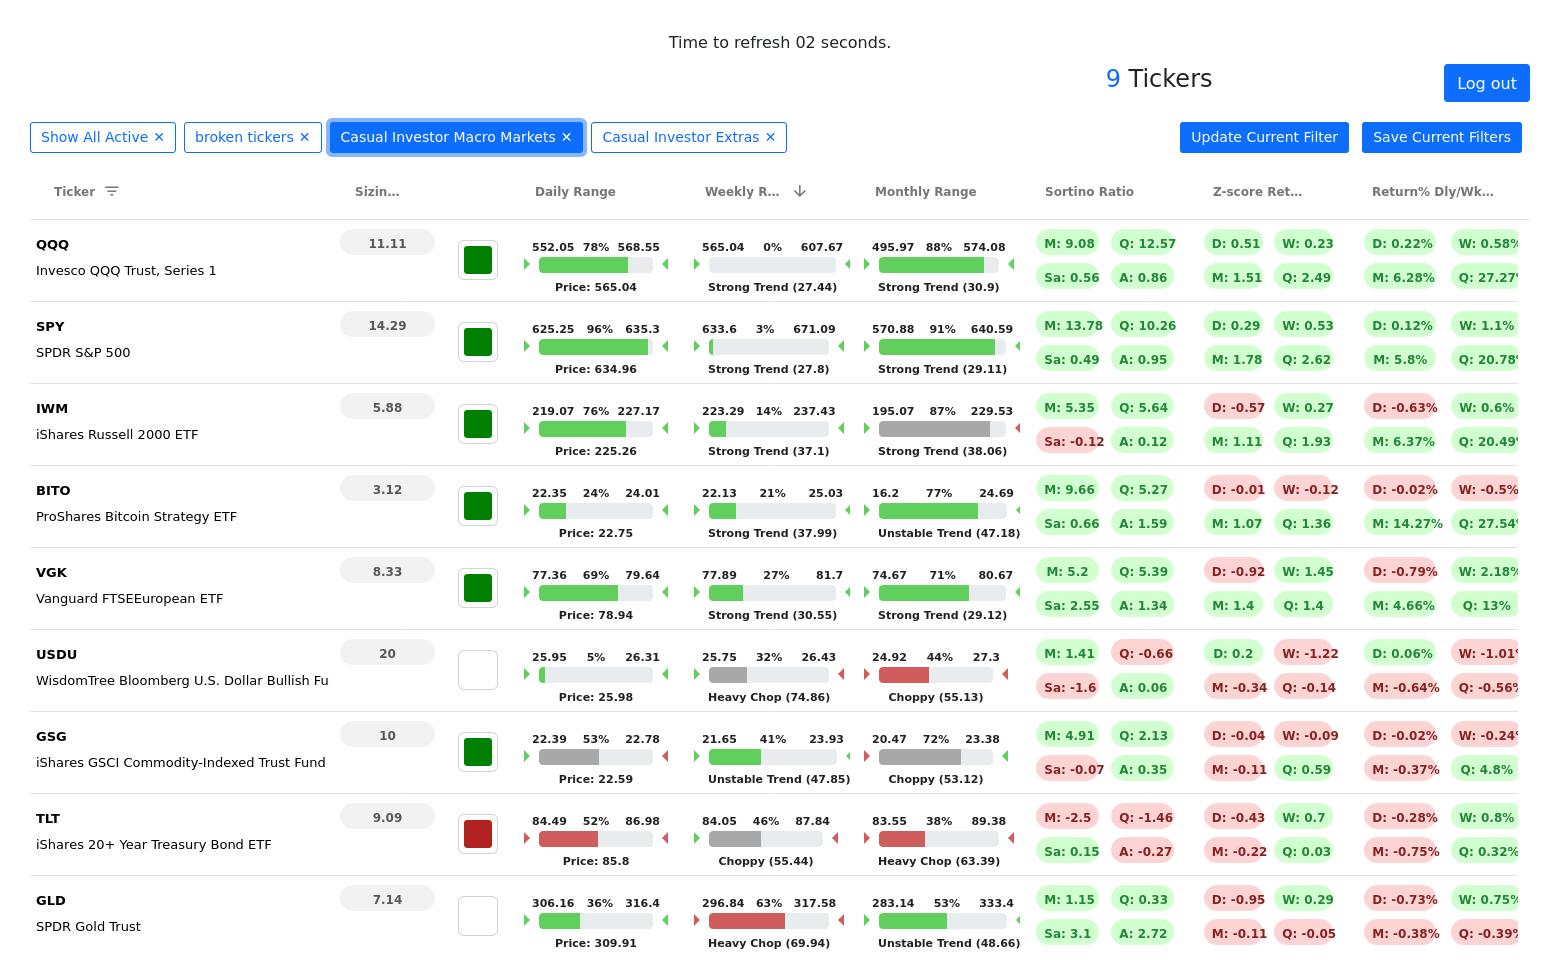 Time to refresh 02 seconds.
9 Tickers
Log out
Show All Active ✕ broken tickers ✕ Casual Investor Macro Markets ✕ Casual Investor Extras ✕ Update Current Filter Save Current Filters
Ticker Sizin... Daily Range Weekly R... Monthly Range Sortino Ratio Z-score Ret... Return% Dly/Wk...
QQQ 11.11 552.05 78% 568.55 565.04 0% 607.67 495.97 88% 574.08 M: 9.08 Q: 12.57 D: 0.51 W: 0.23 D: 0.22% W: 0.58%
Invesco QQQ Trust, Series 1 Sa: 0.56 A: 0.86 M: 1.51 Q: 2.49 M: 6.28% Q: 27.27%
Price: 565.04 Strong Trend (27.44) Strong Trend (30.9)
SPY 14.29 625.25 96% 635.3 633.6 3% 671.09 570.88 91% 640.59 M: 13.78 Q: 10.26 D: 0.29 W: 0.53 D: 0.12% W: 1.1%
SPDR S&P 500 Sa: 0.49 A: 0.95 M: 1.78 Q: 2.62 M: 5.8% Q: 20.78%
Price: 634.96 Strong Trend (27.8) Strong Trend (29.11)
IWM 5.88 219.07 76% 227.17 223.29 14% 237.43 195.07 87% 229.53 M: 5.35 Q: 5.64 D: -0.57 W: 0.27 D: -0.63% W: 0.6%
iShares Russell 2000 ETF Sa: -0.12 A: 0.12 M: 1.11 Q: 1.93 M: 6.37% Q: 20.49%
Price: 225.26 Strong Trend (37.1) Strong Trend (38.06)
BITO 3.12 22.35 24% 24.01 22.13 21% 25.03 16.2 77% 24.69 M: 9.66 Q: 5.27 D: -0.01 W: -0.12 D: -0.02% W: -0.5%
ProShares Bitcoin Strategy ETF Sa: 0.66 A: 1.59 M: 1.07 Q: 1.36 M: 14.27% Q: 27.54%
Price: 22.75 Strong Trend (37.99) Unstable Trend (47.18)
VGK 8.33 77.36 69% 79.64 77.89 27% 81.7 74.67 71% 80.67 M: 5.2 Q: 5.39 D: -0.92 W: 1.45 D: -0.79% W: 2.18%
Vanguard FTSEEuropean ETF Sa: 2.55 A: 1.34 M: 1.4 Q: 1.4 M: 4.66% Q: 13%
Price: 78.94 Strong Trend (30.55) Strong Trend (29.12)
USDU 20 25.95 5% 26.31 25.75 32% 26.43 24.92 44% 27.3 M: 1.41 Q: -0.66 D: 0.2 W: -1.22 D: 0.06% W: -1.01%
WisdomTree Bloomberg U.S. Dollar Bullish Fu Sa: -1.6 A: 0.06 M: -0.34 Q: -0.14 M: -0.64% Q: -0.56%
Price: 25.98 Heavy Chop (74.86) Choppy (55.13)
GSG 10 22.39 53% 22.78 21.65 41% 23.93 20.47 72% 23.38 M: 4.91 Q: 2.13 D: -0.04 W: -0.09 D: -0.02% W: -0.24%
iShares GSCI Commodity-Indexed Trust Fund Sa: -0.07 A: 0.35 M: -0.11 Q: 0.59 M: -0.37% Q: 4.8%
Price: 22.59 Unstable Trend (47.85) Choppy (53.12)
TLT 9.09 84.49 52% 86.98 84.05 46% 87.84 83.55 38% 89.38 M: -2.5 Q: -1.46 D: -0.43 W: 0.7 D: -0.28% W: 0.8%
iShares 20+ Year Treasury Bond ETF Sa: 0.15 A: -0.27 M: -0.22 Q: 0.03 M: -0.75% Q: 0.32%
Price: 85.8 Choppy (55.44) Heavy Chop (63.39)
GLD 7.14 306.16 36% 316.4 296.84 63% 317.58 283.14 53% 333.4 M: 1.15 Q: 0.33 D: -0.95 W: 0.29 D: -0.73% W: 0.75%
SPDR Gold Trust Sa: 3.1 A: 2.72 M: -0.11 Q: -0.05 M: -0.38% Q: -0.39%
Price: 309.91 Heavy Chop (69.94) Unstable Trend (48.66)